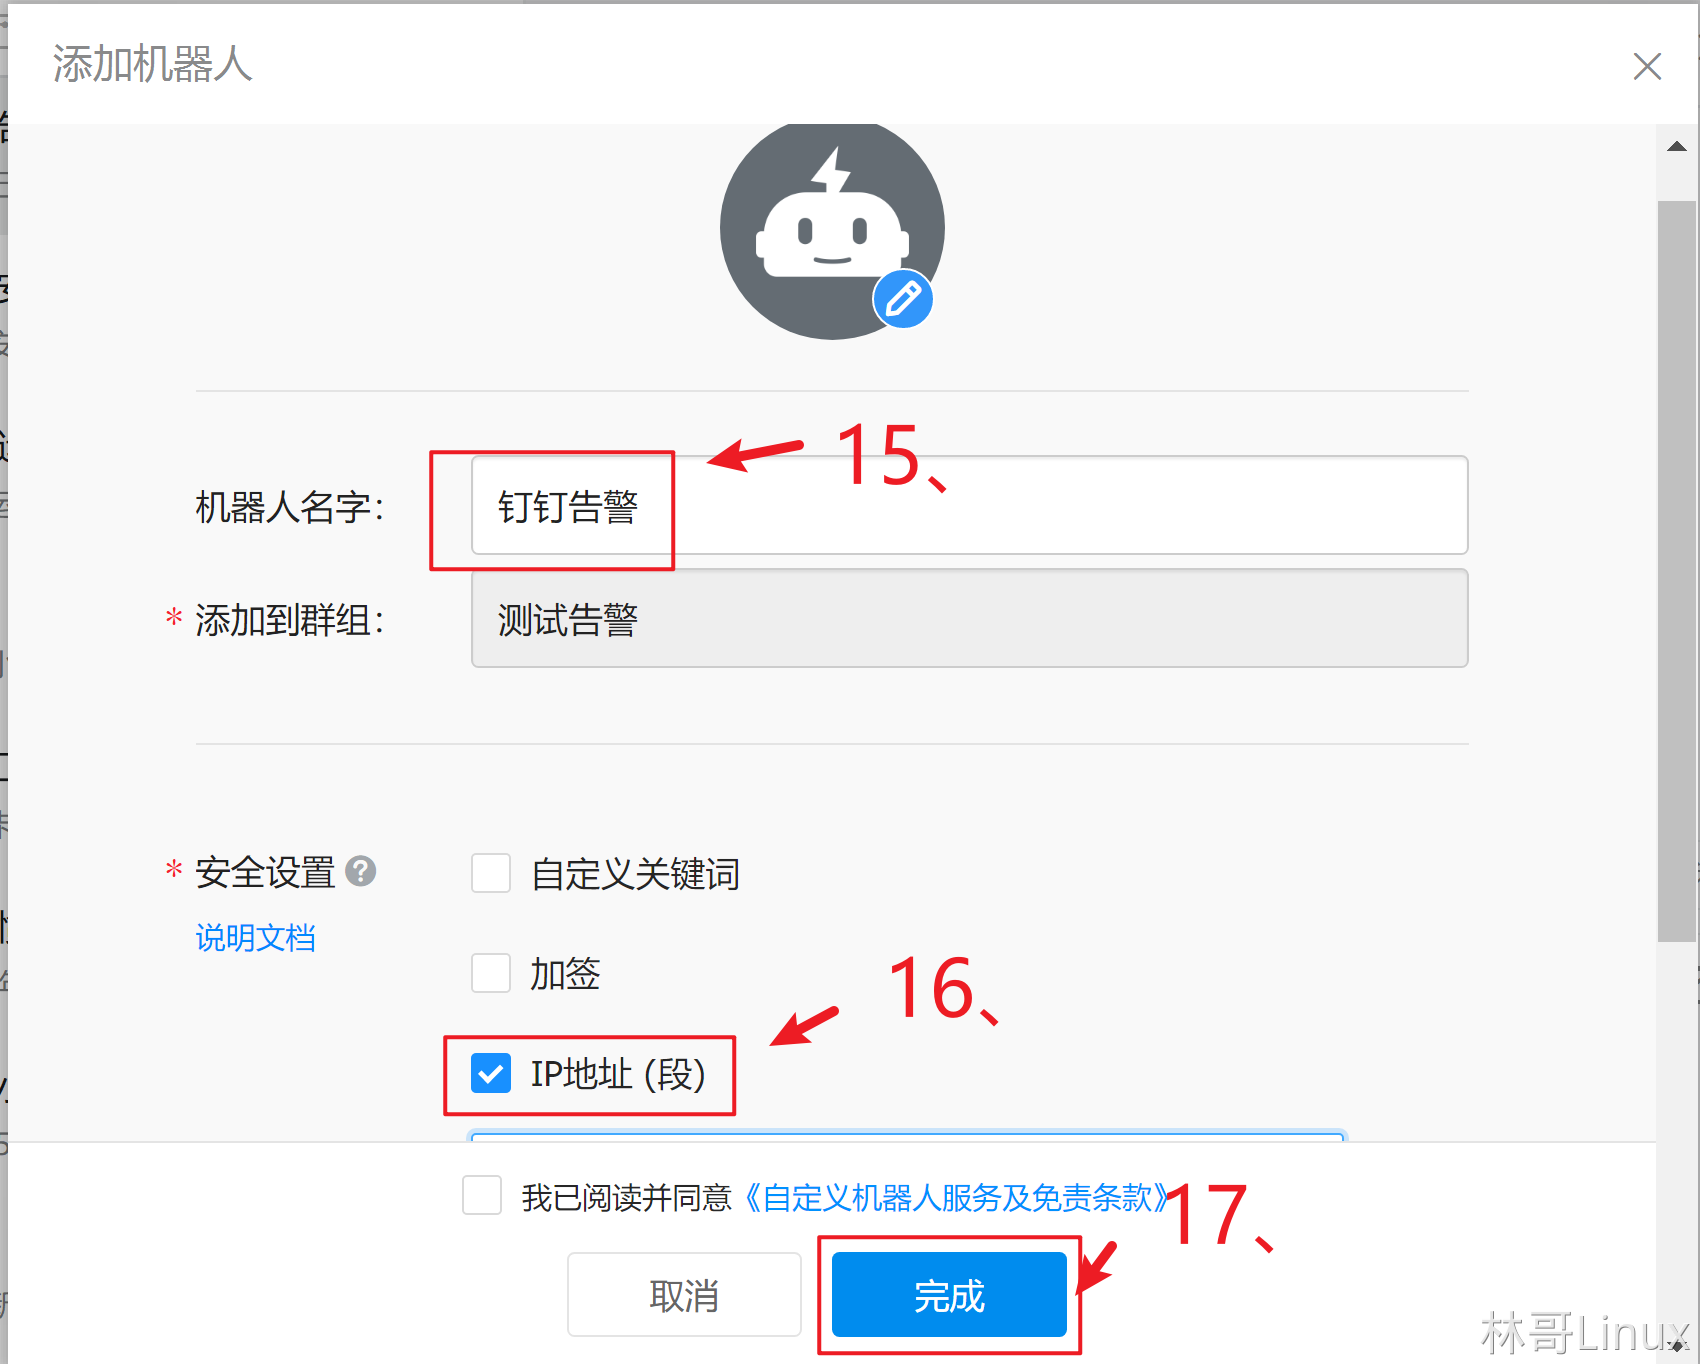 添加机器人
15、
机器人名字：
钉钉告警
* 添加到群组：
测试告警
* 安全设置 ?
自定义关键词
说明文档
加签
16、
IP地址 (段)
我已阅读并同意《自定义机器人服务及免责条款》
17、
取消
完成
林哥Linux